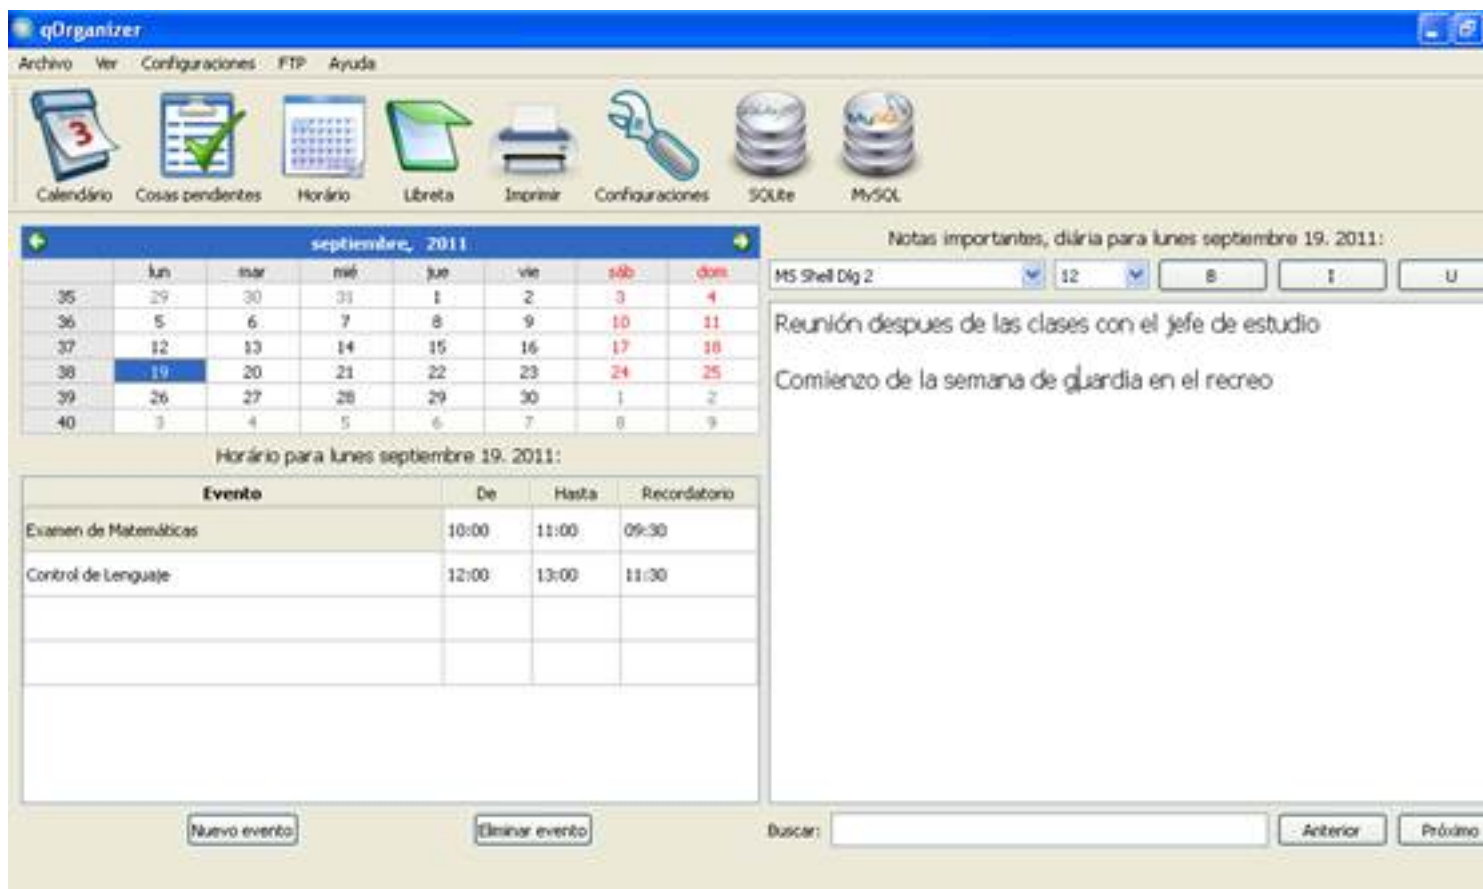 qOrganizer
Archivo Ver Configuraciones FTP Ayuda
3
Calendário Cosas pendientes Horário Libreta Imprimir Configuraciones SQLite MySQL
septiembre, 2011
lun mar mié jue vie sáb dom
35 29 30 31 1 2 3 4
36 5 6 7 8 9 10 11
37 12 13 14 15 16 17 18
38 19 20 21 22 23 24 25
39 26 27 28 29 30 1 2
40 3 4 5 6 7 8 9
Horário para lunes septiembre 19. 2011:
Evento De Hasta Recordatorio
Examen de Matemáticas 10:00 11:00 09:30
Control de Lenguaje 12:00 13:00 11:30
Nuevo evento Eliminar evento
Notas importantes, diária para lunes septiembre 19. 2011:
MS Shell Dlg 2 12 B I U
Reunión despues de las clases con el jefe de estudio
Comienzo de la semana de guardia en el recreo
Buscar: Anterior Próximo